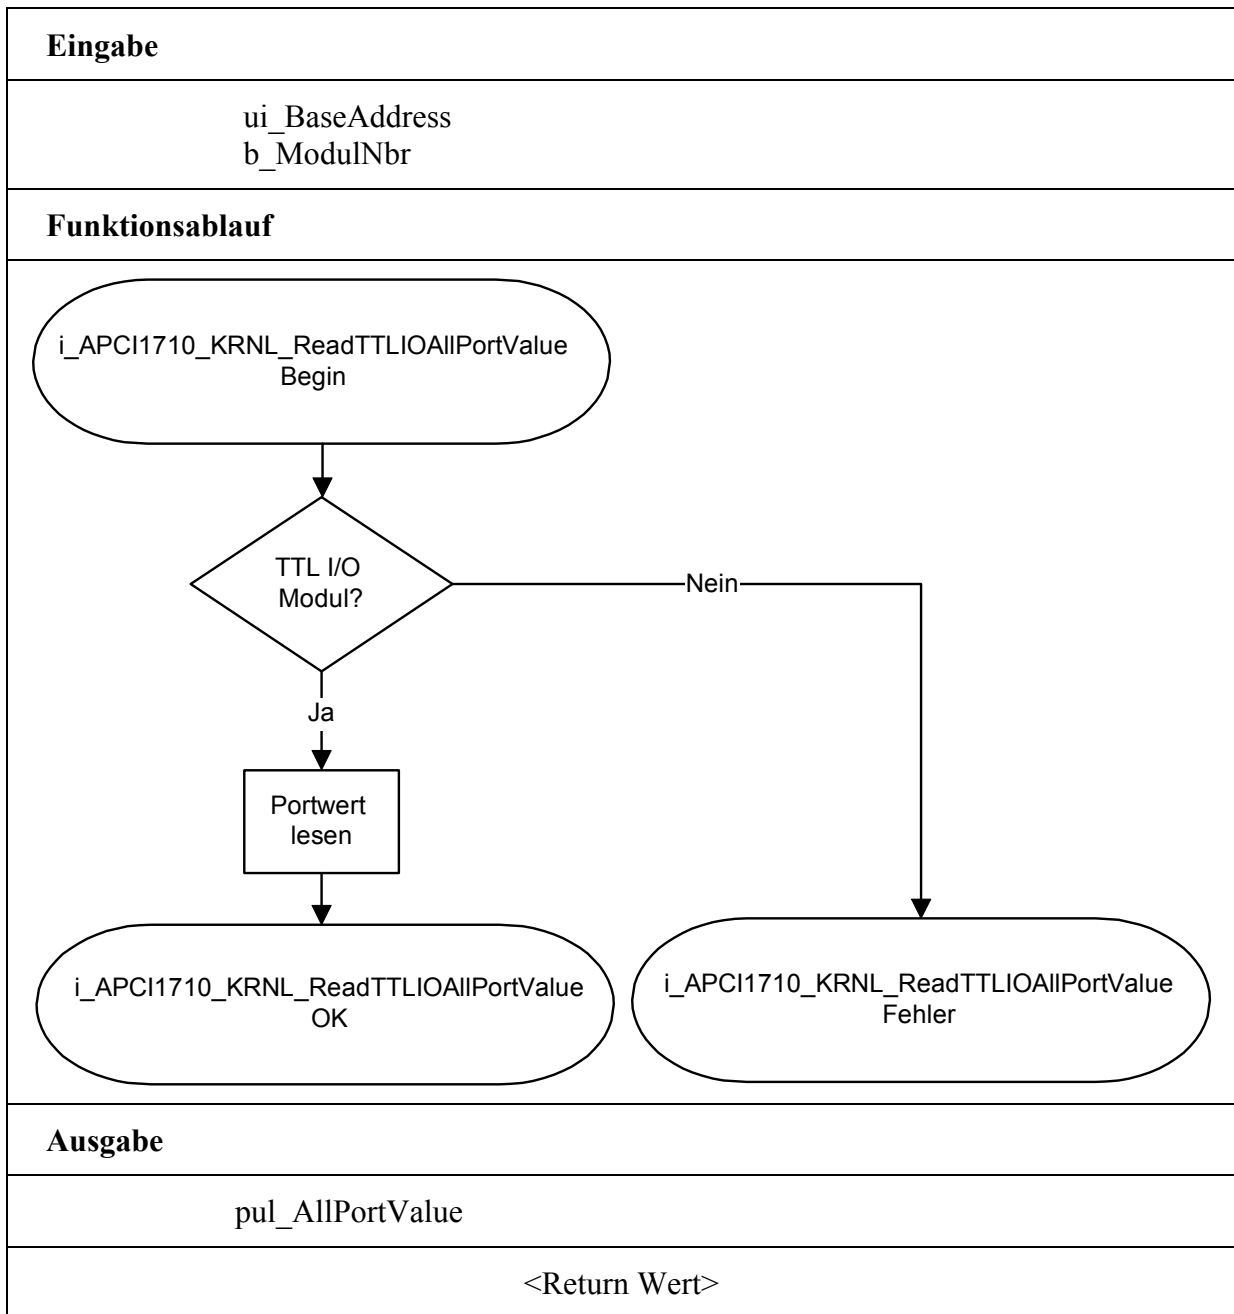 Eingabe
ui_BaseAddress
b_ModulNbr
Funktionsablauf
i_APCI1710_KRNL_ReadTTLIOAllPortValue
Begin
TTL I/O
Modul?
Nein
Ja
Portwert
lesen
i_APCI1710_KRNL_ReadTTLIOAllPortValue
OK
i_APCI1710_KRNL_ReadTTLIOAllPortValue
Fehler
Ausgabe
pul_AllPortValue
<Return Wert>